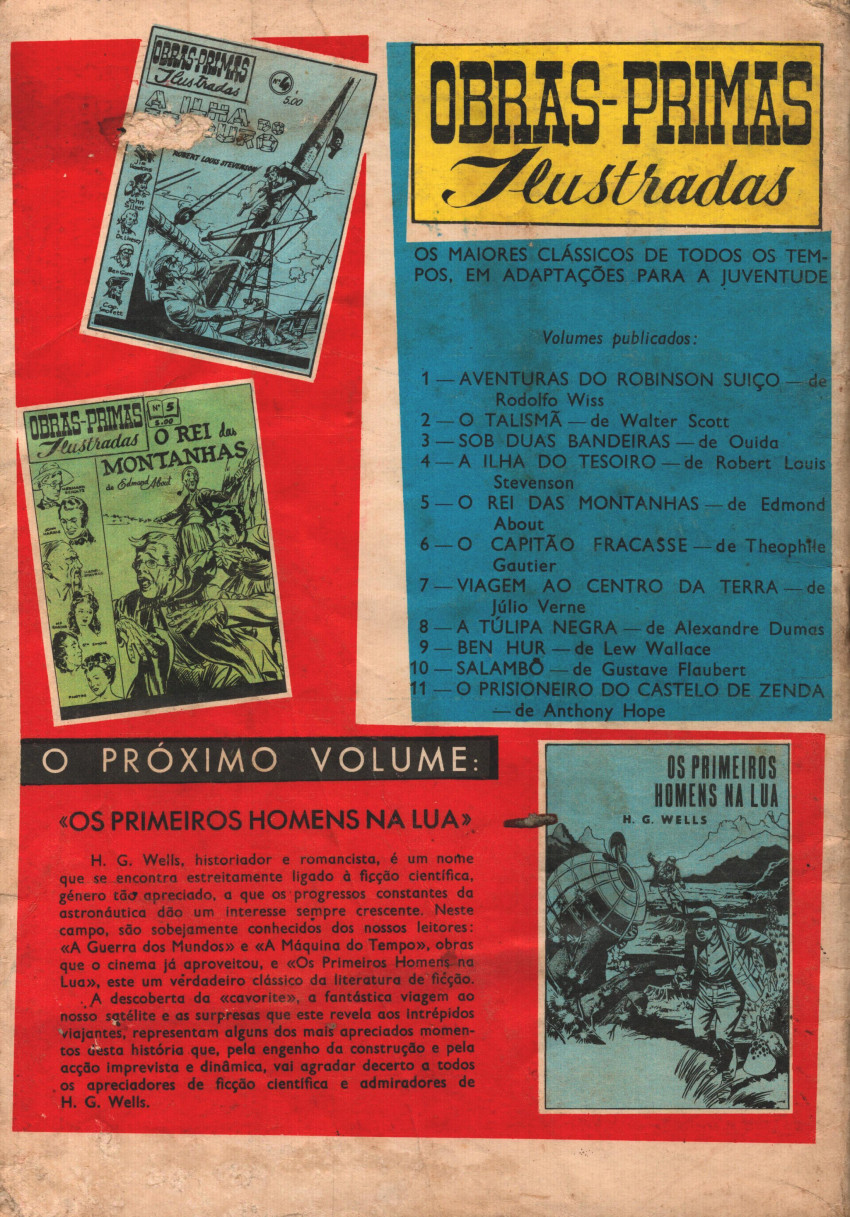 OBRAS-PRIMAS
Ilustradas
Nº 4
5.00
A ILHA DO
ROBERT LOUIS STEVENSON
Jim Hawkins
John Silver
Dr. Livesey
Ben Gunn
Cap. Smolett
OBRAS-PRIMAS
Ilustradas
Nº 5
5.00
O REI das
MONTANHAS
de Edmond About
OBRAS-PRIMAS
Ilustradas
OS MAIORES CLÁSSICOS DE TODOS OS TEM-
POS, EM ADAPTAÇÕES PARA A JUVENTUDE
Volumes publicados:
1 — AVENTURAS DO ROBINSON SUIÇO — de
Rodolfo Wiss
2 — O TALISMÃ — de Walter Scott
3 — SOB DUAS BANDEIRAS — de Ouida
4 — A ILHA DO TESOIRO — de Robert Louis
Stevenson
5 — O REI DAS MONTANHAS — de Edmond
About
6 — O CAPITÃO FRACASSE — de Theophile
Gautier
7 — VIAGEM AO CENTRO DA TERRA — de
Júlio Verne
8 — A TÚLIPA NEGRA — de Alexandre Dumas
9 — BEN HUR — de Lew Wallace
10 — SALAMBÔ — de Gustave Flaubert
11 — O PRISIONEIRO DO CASTELO DE ZENDA
— de Anthony Hope
O PRÓXIMO VOLUME:
«OS PRIMEIROS HOMENS NA LUA»
H. G. Wells, historiador e romancista, é um nome
que se encontra estreitamente ligado à ficção científica,
género tão apreciado, a que os progressos constantes da
astronáutica dão um interesse sempre crescente. Neste
campo, são sobejamente conhecidos dos nossos leitores:
«A Guerra dos Mundos» e «A Máquina do Tempo», obras
que o cinema já aproveitou, e «Os Primeiros Homens na
Lua», este um vérdadeiro clássico da literatura de ficção.
A descoberta da «cavorite», a fantástica viagem ao
nosso satélite e as surpresas que este revela aos intrépidos
viajantes, representam alguns dos mais apreciados momen-
tos desta história que, pela engenho da construção e pela
acção imprevista e dinâmica, vai agradar decerto a todos
os apreciadores de ficção científica e admiradores de
H. G. Wells.
OS PRIMEIROS
HOMENS NA LUA
H. G. WELLS